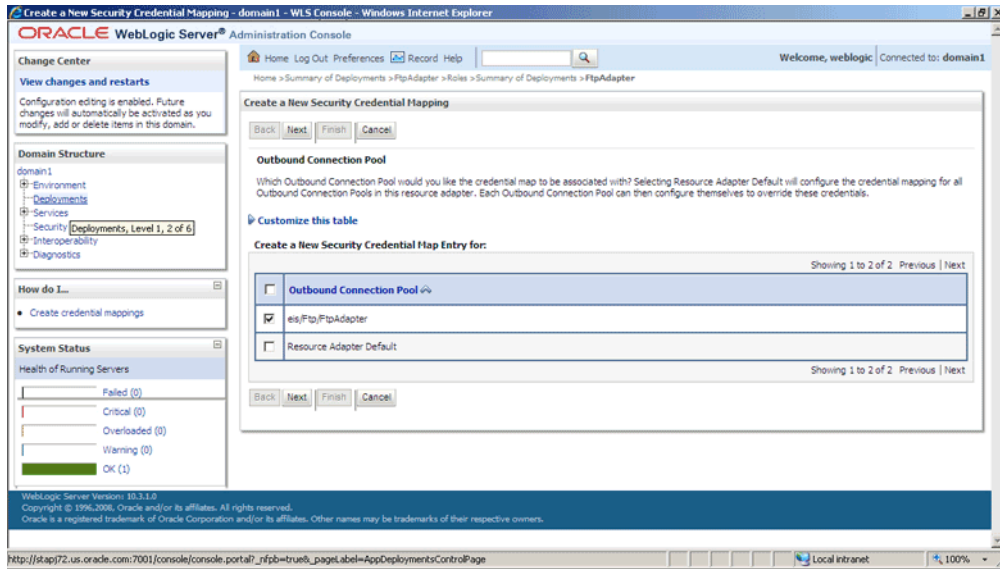 Create a New Security Credential Mapping - domain1 - WLS Console - Windows Internet Explorer
ORACLE WebLogic Server® Administration Console
Change Center
View changes and restarts
Configuration editing is enabled. Future
changes will automatically be activated as you
modify, add or delete items in this domain.
Domain Structure
domain1
Environment
Deployments
Services
Security
Deployments, Level 1, 2 of 6
Interoperability
Diagnostics
How do I...
Create credential mappings
System Status
Health of Running Servers
Failed (0)
Critical (0)
Overloaded (0)
Warning (0)
OK (1)
Home Log Out Preferences Record Help
Welcome, weblogic Connected to: domain1
Home >Summary of Deployments >FtpAdapter >Roles >Summary of Deployments >FtpAdapter
Create a New Security Credential Mapping
Back Next Finish Cancel
Outbound Connection Pool
Which Outbound Connection Pool would you like the credential map to be associated with? Selecting Resource Adapter Default will configure the credential mapping for all
Outbound Connection Pools in this resource adapter. Each Outbound Connection Pool can then configure themselves to override these credentials.
Customize this table
Create a New Security Credential Map Entry for:
Showing 1 to 2 of 2 Previous | Next
Outbound Connection Pool
eis/Ftp/FtpAdapter
Resource Adapter Default
Showing 1 to 2 of 2 Previous | Next
Back Next Finish Cancel
WebLogic Server Version: 10.3.1.0
Copyright © 1996,2008, Oracle and/or its affiliates. All rights reserved.
Oracle is a registered trademark of Oracle Corporation and/or its affiliates. Other names may be trademarks of their respective owners.
http://stapj72.us.oracle.com:7001/console/console.portal?_nfpb=true&_pageLabel=AppDeploymentsControlPage
Local intranet
100%